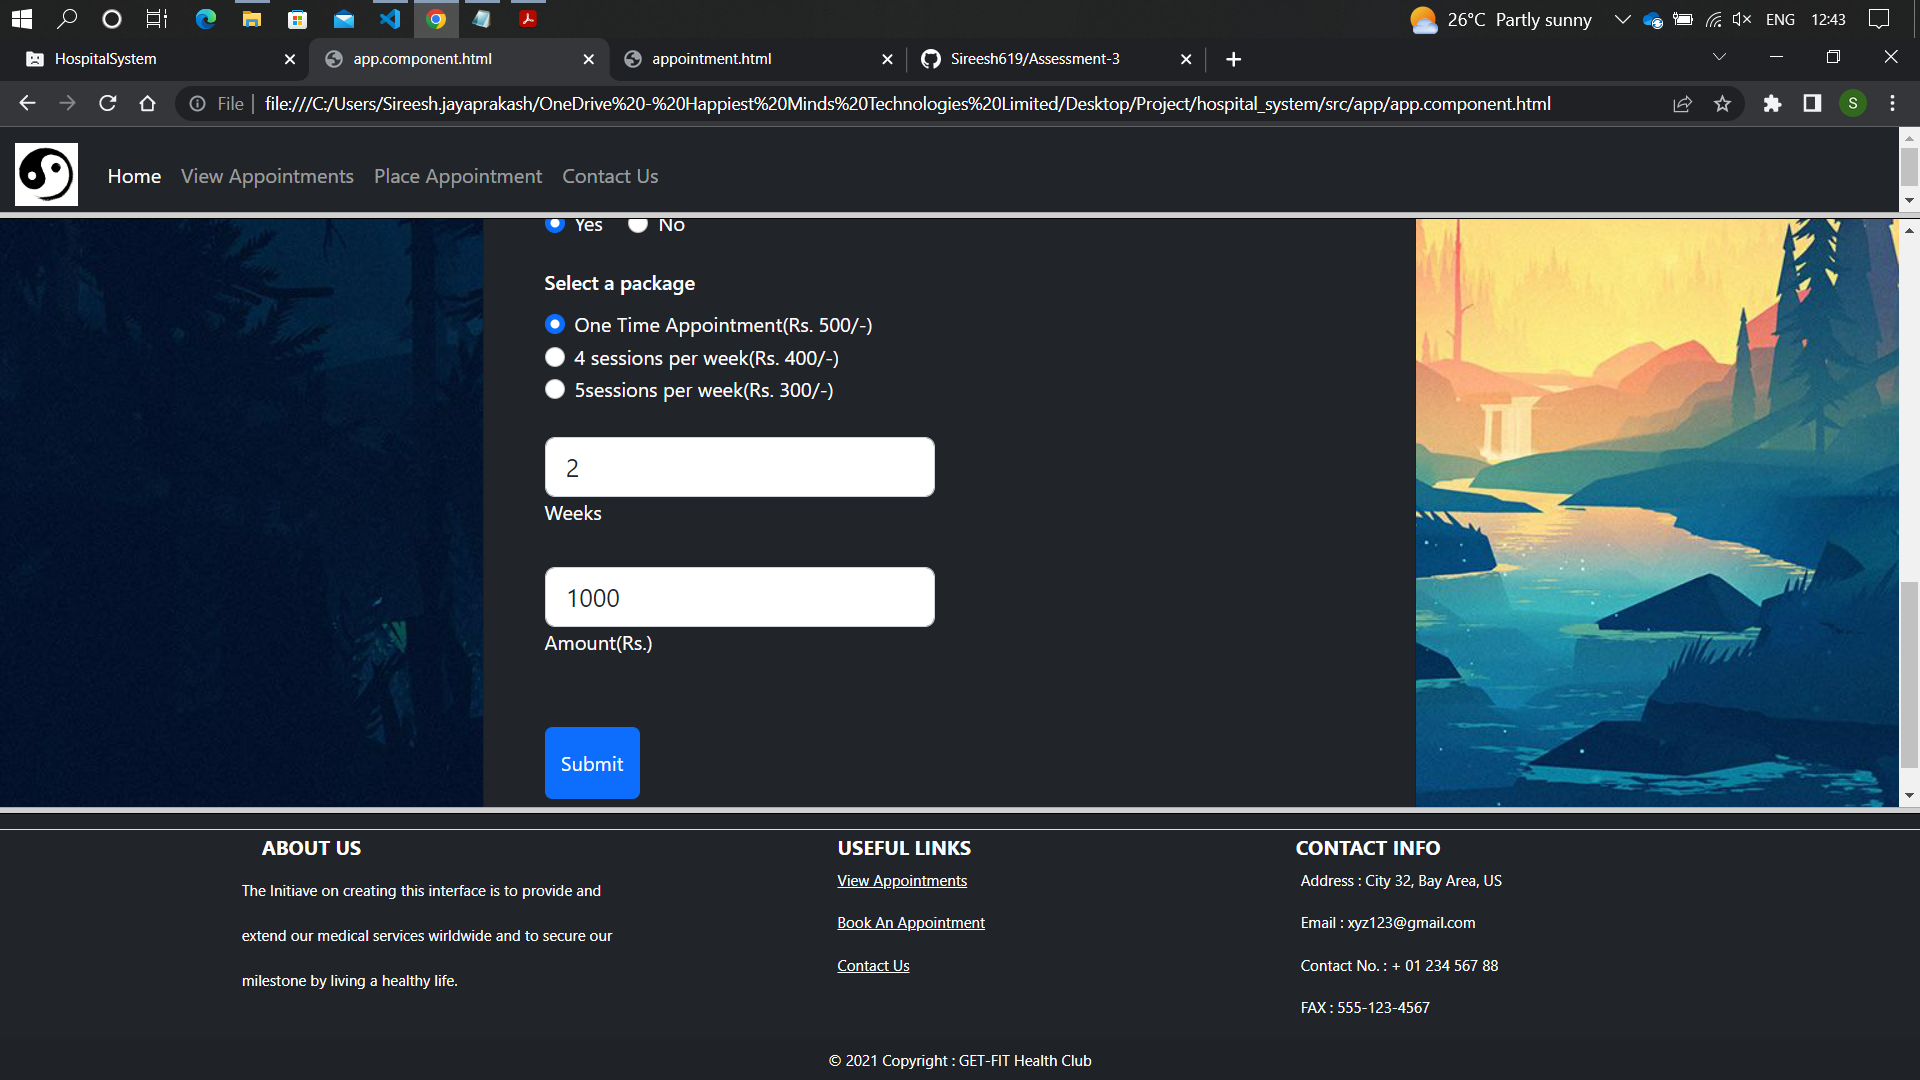 26°C Partly sunny
ENG 12:43
HospitalSystem
app.component.html
appointment.html
Sireesh619/Assessment-3
File
file:///C:/Users/Sireesh.jayaprakash/OneDrive%20-%20Happiest%20Minds%20Technologies%20Limited/Desktop/Project/hospital_system/src/app/app.component.html
S
Home
View Appointments
Place Appointment
Contact Us
Yes No
Select a package
One Time Appointment(Rs. 500/-)
4 sessions per week(Rs. 400/-)
5sessions per week(Rs. 300/-)
2
Weeks
1000
Amount(Rs.)
Submit
ABOUT US
The Initiave on creating this interface is to provide and
extend our medical services wirldwide and to secure our
milestone by living a healthy life.
USEFUL LINKS
View Appointments
Book An Appointment
Contact Us
CONTACT INFO
Address : City 32, Bay Area, US
Email : xyz123@gmail.com
Contact No. : + 01 234 567 88
FAX : 555-123-4567
© 2021 Copyright : GET-FIT Health Club